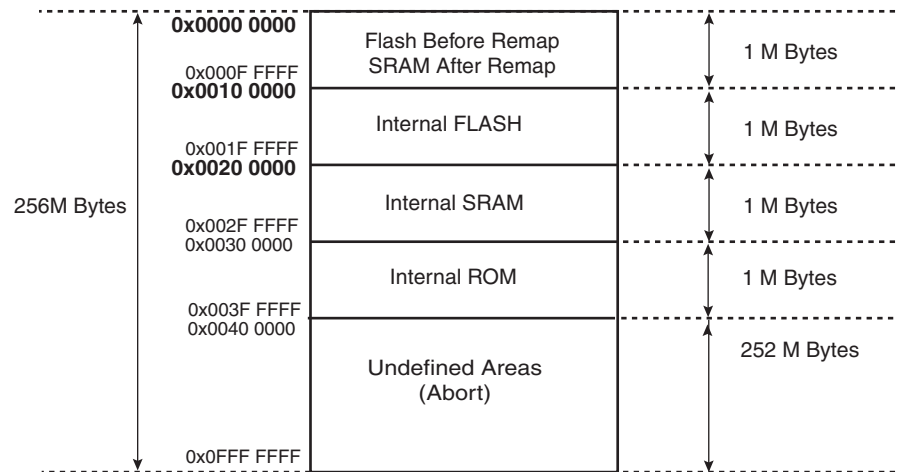 0x0000 0000
Flash Before Remap
SRAM After Remap
1 M Bytes
0x000F FFFF
0x0010 0000
Internal FLASH
1 M Bytes
0x001F FFFF
0x0020 0000
256M Bytes
Internal SRAM
1 M Bytes
0x002F FFFF
0x0030 0000
Internal ROM
1 M Bytes
0x003F FFFF
0x0040 0000
252 M Bytes
Undefined Areas
(Abort)
0x0FFF FFFF